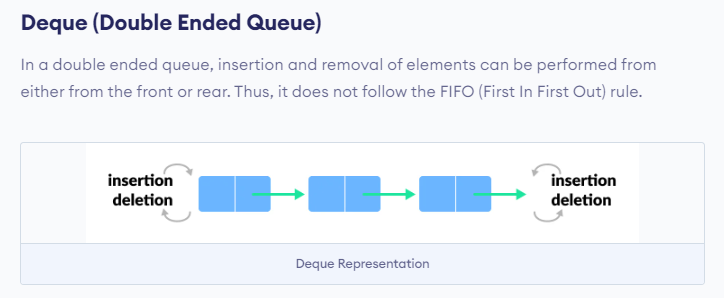 Deque (Double Ended Queue)
In a double ended queue, insertion and removal of elements can be performed from
either from the front or rear. Thus, it does not follow the FIFO (First In First Out) rule.
insertion
deletion
insertion
deletion
Deque Representation